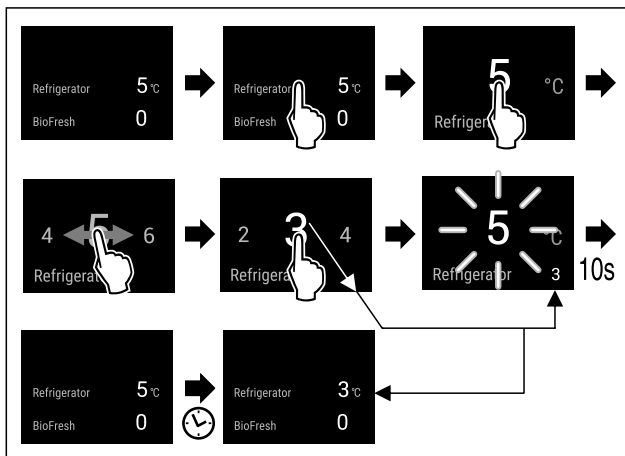 Refrigerator 5 °C
BioFresh 0
Refrigerator 5 °C
BioFresh 0
5 °C
Refriger
4 5 6
Refrigerat
2 3 4
Refrigera
5 °C
Refrigerator 3
10s
Refrigerator 5 °C
BioFresh 0
Refrigerator 3 °C
BioFresh 0